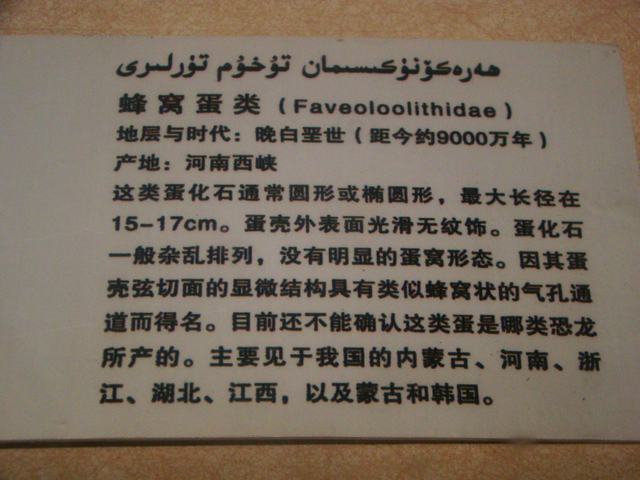 ھەرەكۆنۈكىسىمان تۇخۇم تۈرلىرى
蜂窝蛋类（Faveoloolithidae）
地层与时代：晚白垩世（距今约9000万年）
产地：河南西峡
这类蛋化石通常圆形或椭圆形，最大长径在
15-17cm。蛋壳外表面光滑无纹饰。蛋化石
一般杂乱排列，没有明显的蛋窝形态。因其蛋
壳弦切面的显微结构具有类似蜂窝状的气孔通
道而得名。目前还不能确认这类蛋是哪类恐龙
所产的。主要见于我国的内蒙古、河南、浙
江、湖北、江西，以及蒙古和韩国。